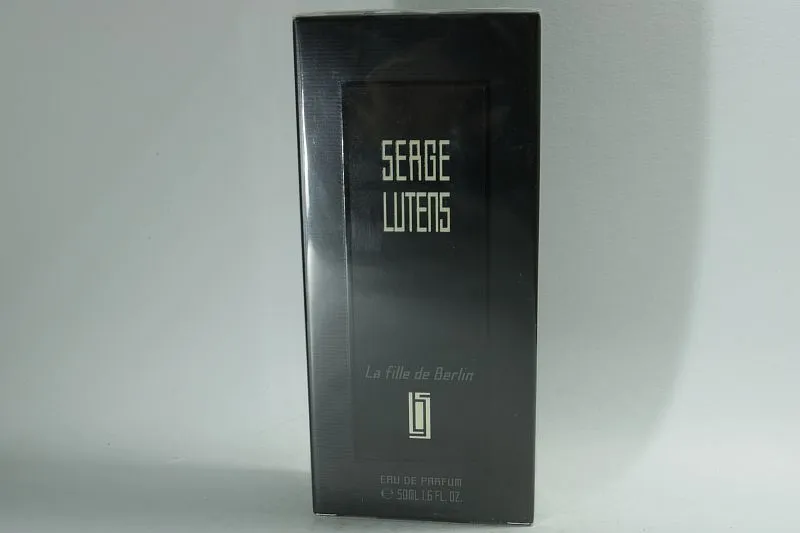 SERGE
LUTENS
La fille de Berlin
EAU DE PARFUM
℮ 50ML 1.6 FL. OZ.